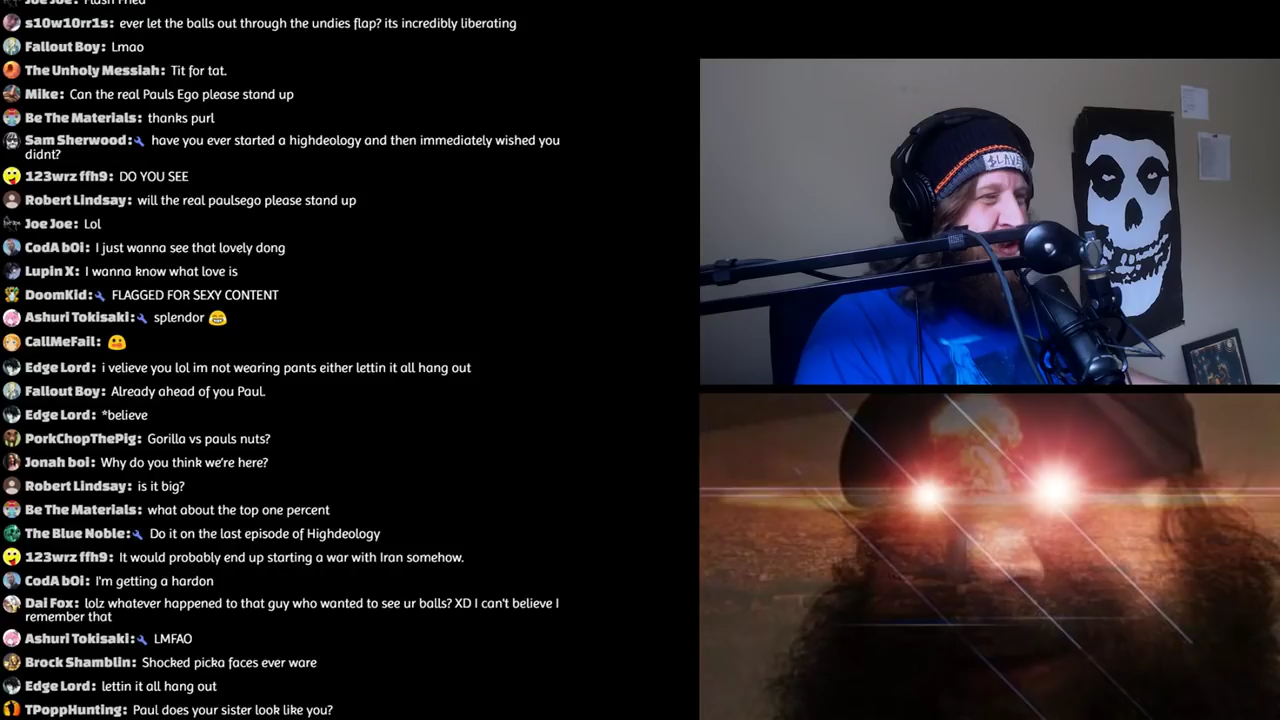 Joe Joe: Flash Fried
s10w10rr1s: ever let the balls out through the undies flap? its incredibly liberating
Fallout Boy: Lmao
The Unholy Messiah: Tit for tat.
Mike: Can the real Pauls Ego please stand up
Be The Materials: thanks purl
Sam Sherwood: have you ever started a highdeology and then immediately wished you
didnt?
123wrz ffh9: DO YOU SEE
Robert Lindsay: will the real paulsego please stand up
Joe Joe: Lol
CodA bOi: I just wanna see that lovely dong
Lupin X: I wanna know what love is
DoomKid: FLAGGED FOR SEXY CONTENT
Ashuri Tokisaki: splendor 😁
CallMeFail: 😮
Edge Lord: i velieve you lol im not wearing pants either lettin it all hang out
Fallout Boy: Already ahead of you Paul.
Edge Lord: *believe
PorkChopThePig: Gorilla vs pauls nuts?
Jonah boi: Why do you think we're here?
Robert Lindsay: is it big?
Be The Materials: what about the top one percent
The Blue Noble: Do it on the last episode of Highdeology
123wrz ffh9: It would probably end up starting a war with Iran somehow.
CodA bOi: I'm getting a hardon
Dai Fox: lolz whatever happened to that guy who wanted to see ur balls? XD I can't believe I
remember that
Ashuri Tokisaki: LMFAO
Brock Shamblin: Shocked picka faces ever ware
Edge Lord: lettin it all hang out
TPoppHunting: Paul does your sister look like you?
SLAVE